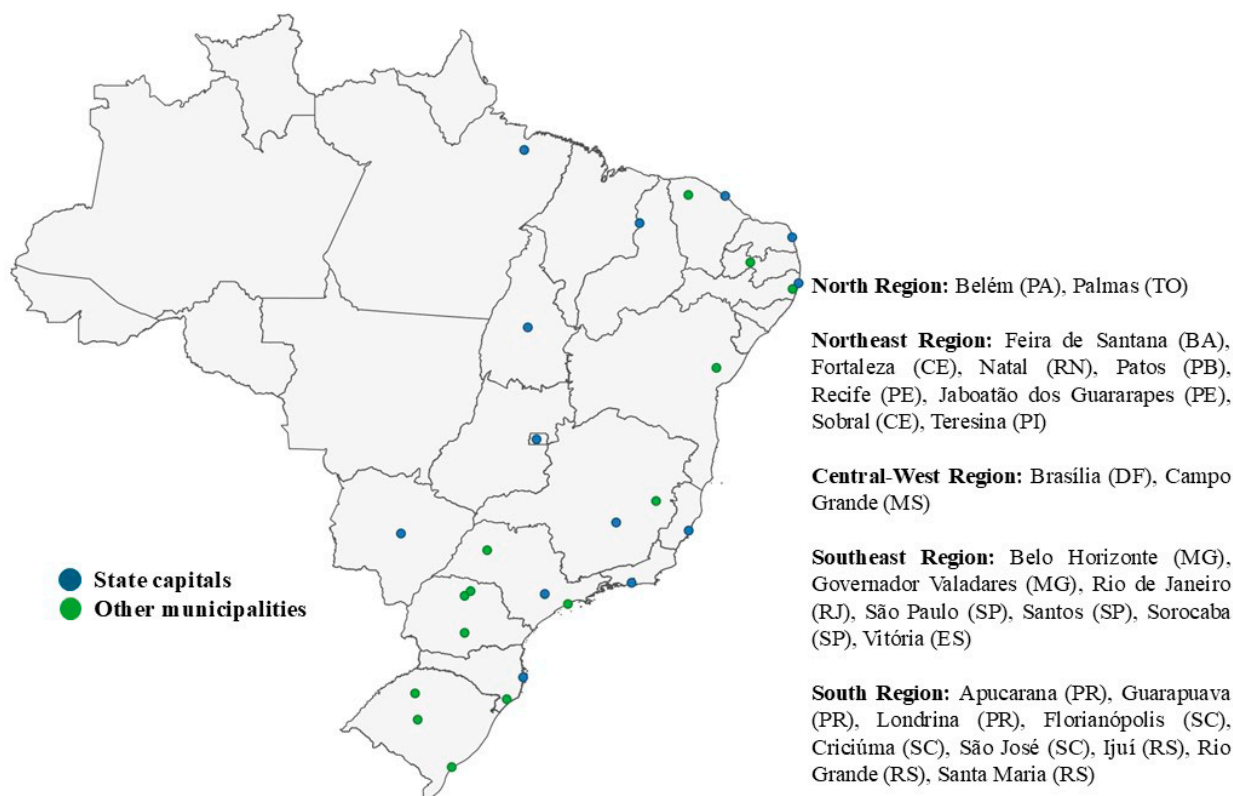 North Region: Belém (PA), Palmas (TO)
Northeast Region: Feira de Santana (BA),
Fortaleza (CE), Natal (RN), Patos (PB),
Recife (PE), Jaboatão dos Guararapes (PE),
Sobral (CE), Teresina (PI)
Central-West Region: Brasília (DF), Campo
Grande (MS)
Southeast Region: Belo Horizonte (MG),
Governador Valadares (MG), Rio de Janeiro
(RJ), São Paulo (SP), Santos (SP), Sorocaba
(SP), Vitória (ES)
South Region: Apucarana (PR), Guarapuava
(PR), Londrina (PR), Florianópolis (SC),
Criciúma (SC), São José (SC), Ijuí (RS), Rio
Grande (RS), Santa Maria (RS)
State capitals
Other municipalities